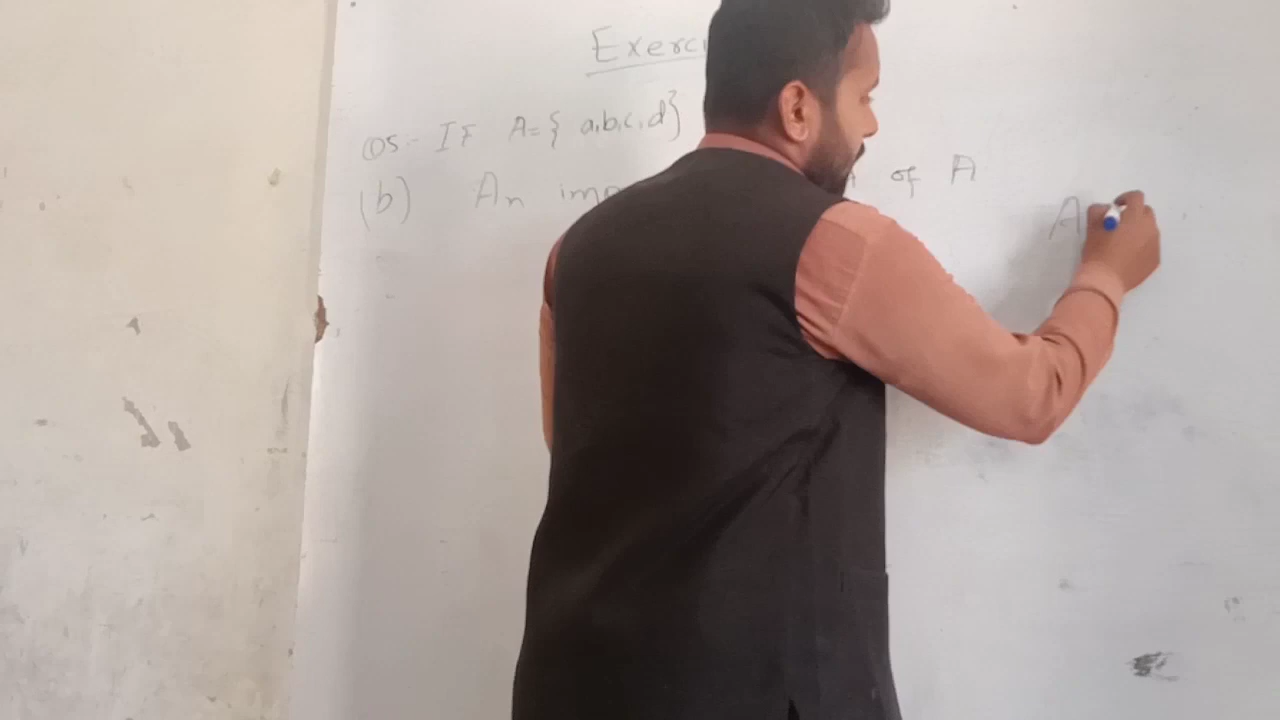 Exerci
Q5:- IF A={ a,b,c,d}
(b) An imp of A
A